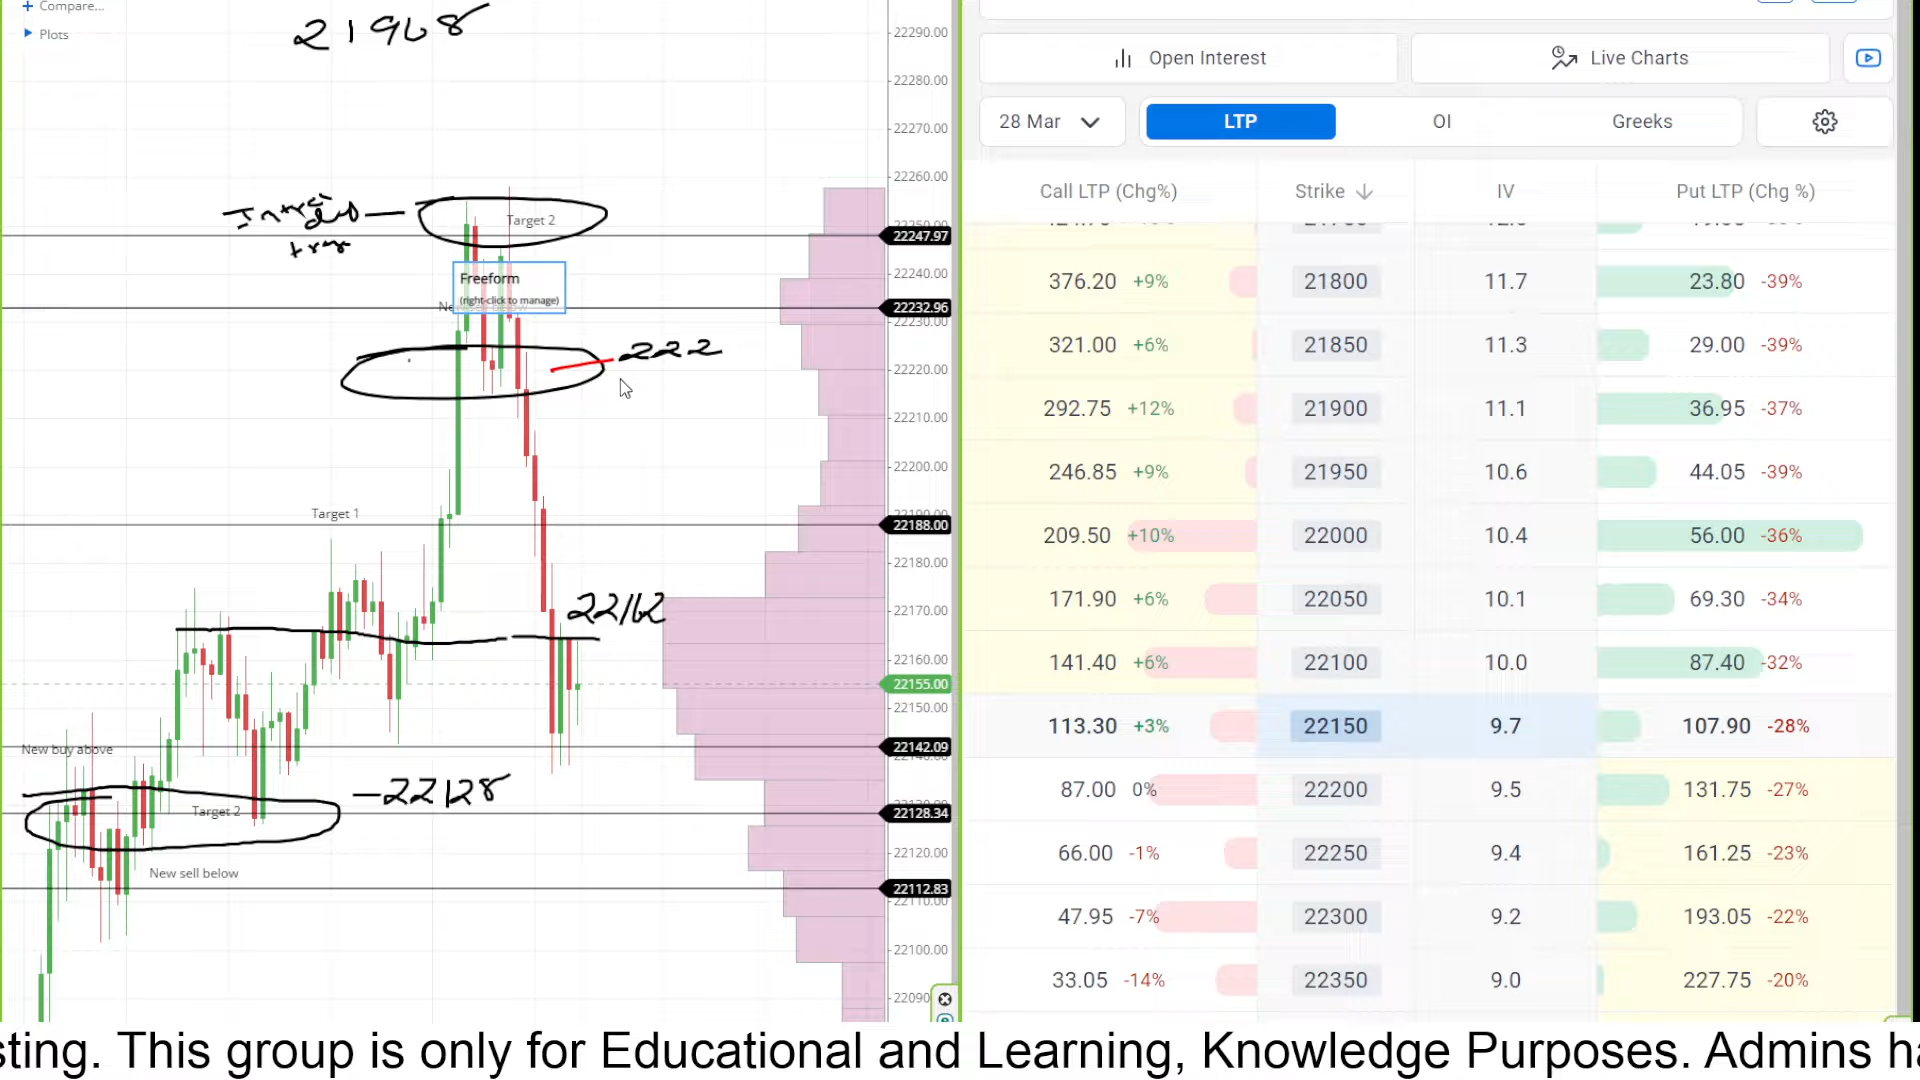 Compare...
Plots
21968
22290.00
22280.00
22270.00
22260.00
Target 2
22247.97
22240.00
Freeform
(right-click to manage)
22232.96
22230.00
222
22220.00
22210.00
22200.00
Target 1
22188.00
22180.00
22170.00
22162
22160.00
22155.00
22150.00
New buy above
22142.09
-22128
Target 2
22128.34
22120.00
New sell below
22112.83
22110.00
22100.00
22090
Open Interest
Live Charts
28 Mar
LTP
OI
Greeks
Call LTP (Chg%) Strike IV Put LTP (Chg %)
376.20 +9% 21800 11.7 23.80 -39%
321.00 +6% 21850 11.3 29.00 -39%
292.75 +12% 21900 11.1 36.95 -37%
246.85 +9% 21950 10.6 44.05 -39%
209.50 +10% 22000 10.4 56.00 -36%
171.90 +6% 22050 10.1 69.30 -34%
141.40 +6% 22100 10.0 87.40 -32%
113.30 +3% 22150 9.7 107.90 -28%
87.00 0% 22200 9.5 131.75 -27%
66.00 -1% 22250 9.4 161.25 -23%
47.95 -7% 22300 9.2 193.05 -22%
33.05 -14% 22350 9.0 227.75 -20%
sting. This group is only for Educational and Learning, Knowledge Purposes. Admins ha